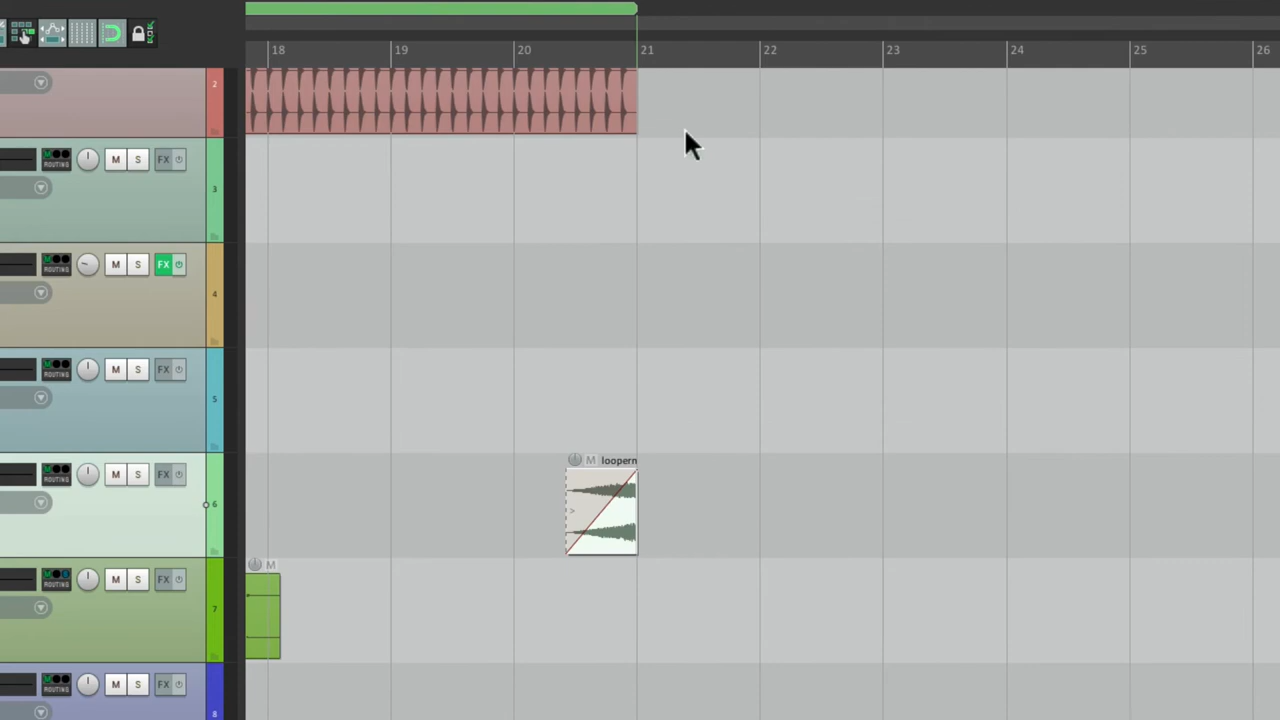 18 19 20 21 22 23 24 25 26
2
ROUTING M S FX
3
ROUTING M S FX
4
ROUTING M S FX
5
M loopern
ROUTING M S FX
6
M
ROUTING M S FX
7
ROUTING M S FX
8